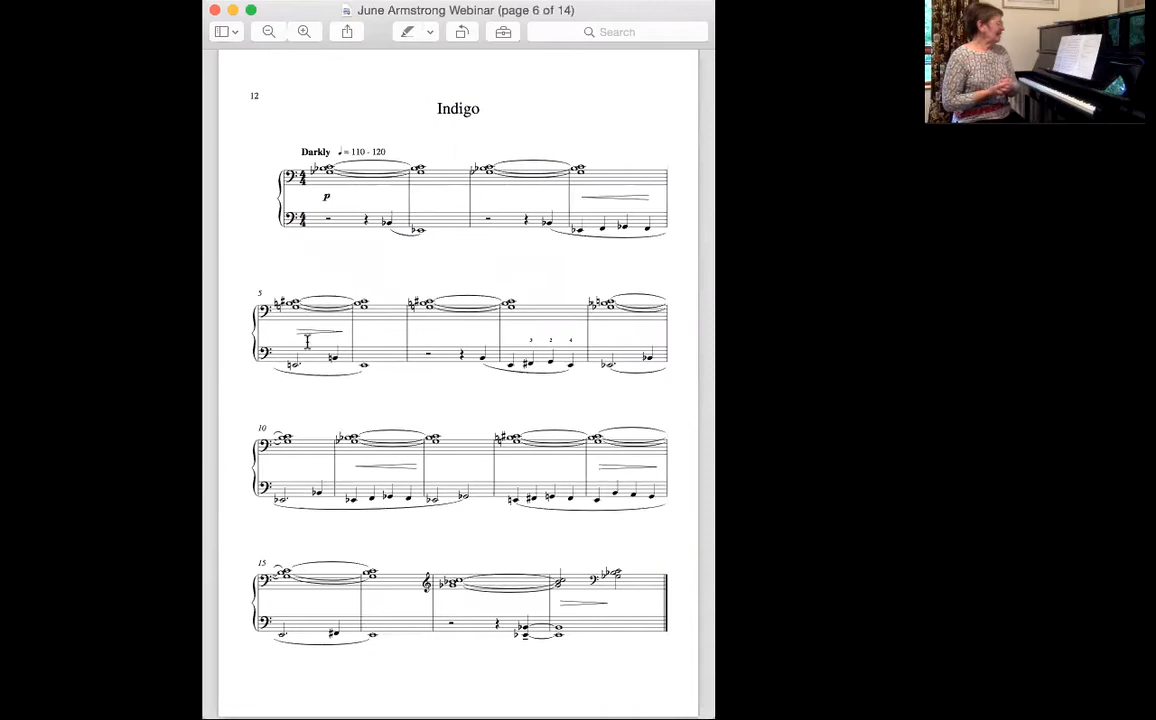 June Armstrong Webinar (page 6 of 14)
Search
12
Indigo
Darkly ♩ = 110 - 120
p
5
3 2 4
10
15